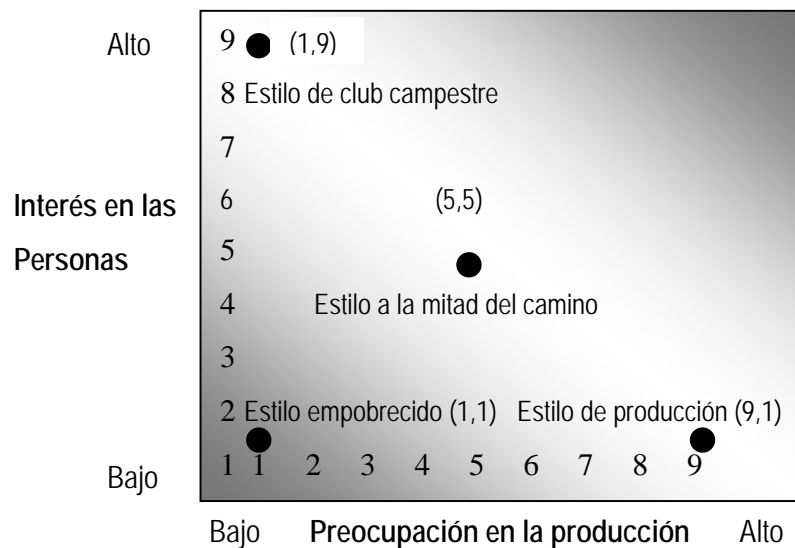 Alto 9 (1,9)
8 Estilo de club campestre
7
Interés en las 6 (5,5)
Personas 5
4 Estilo a la mitad del camino
3
2 Estilo empobrecido (1,1) Estilo de producción (9,1)
Bajo 1 1 2 3 4 5 6 7 8 9
Bajo Preocupación en la producción Alto